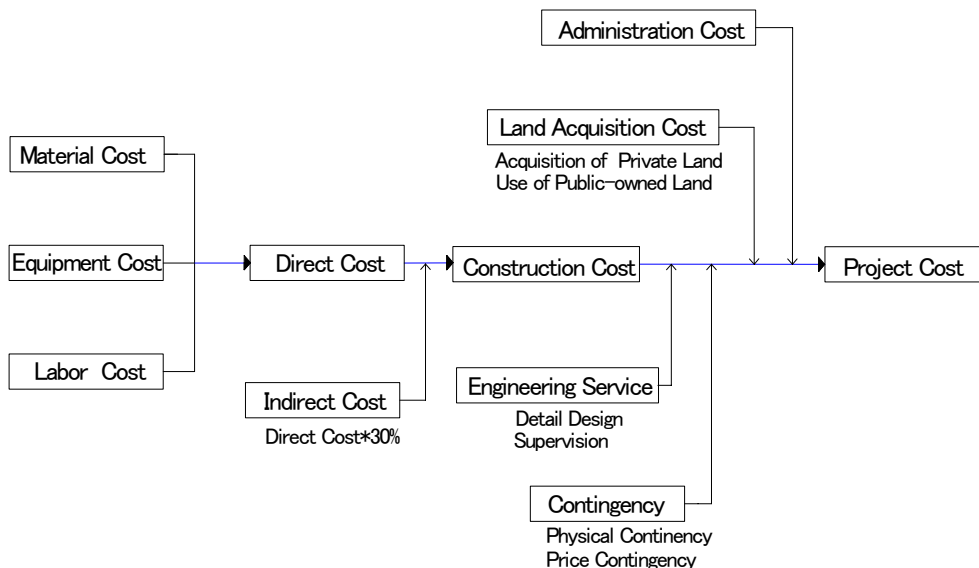 Administration Cost
Land Acquisition Cost
Acquisition of Private Land
Use of Public-owned Land
Material Cost
Equipment Cost
Labor Cost
Direct Cost
Indirect Cost
Direct Cost*30%
Construction Cost
Engineering Service
Detail Design
Supervision
Contingency
Physical Continency
Price Contingency
Project Cost